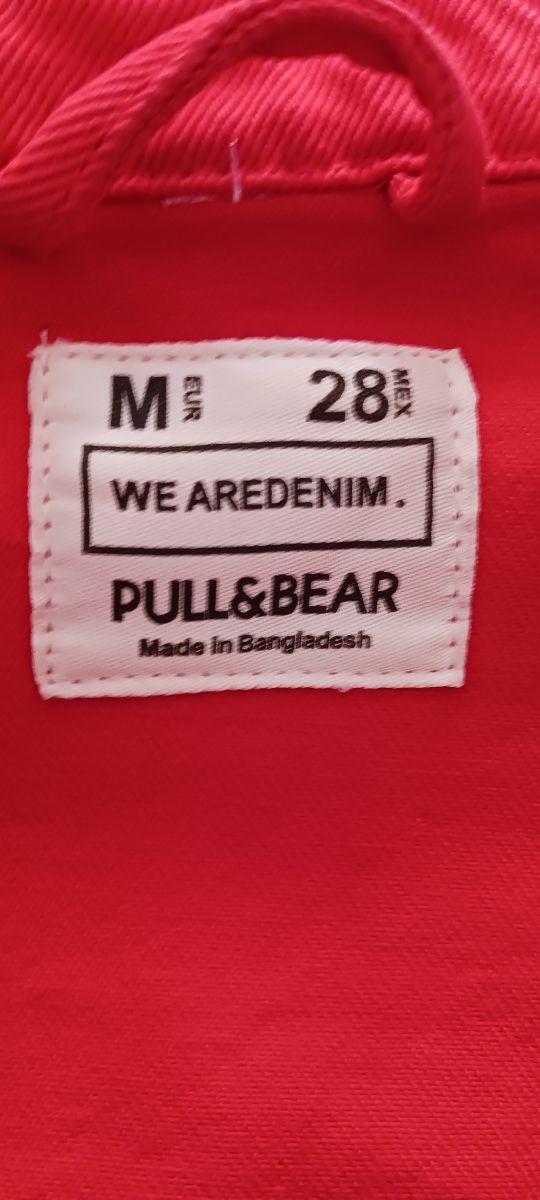 M EUR 28 MEX
WE AREDENIM.
PULL&BEAR
Made in Bangladesh